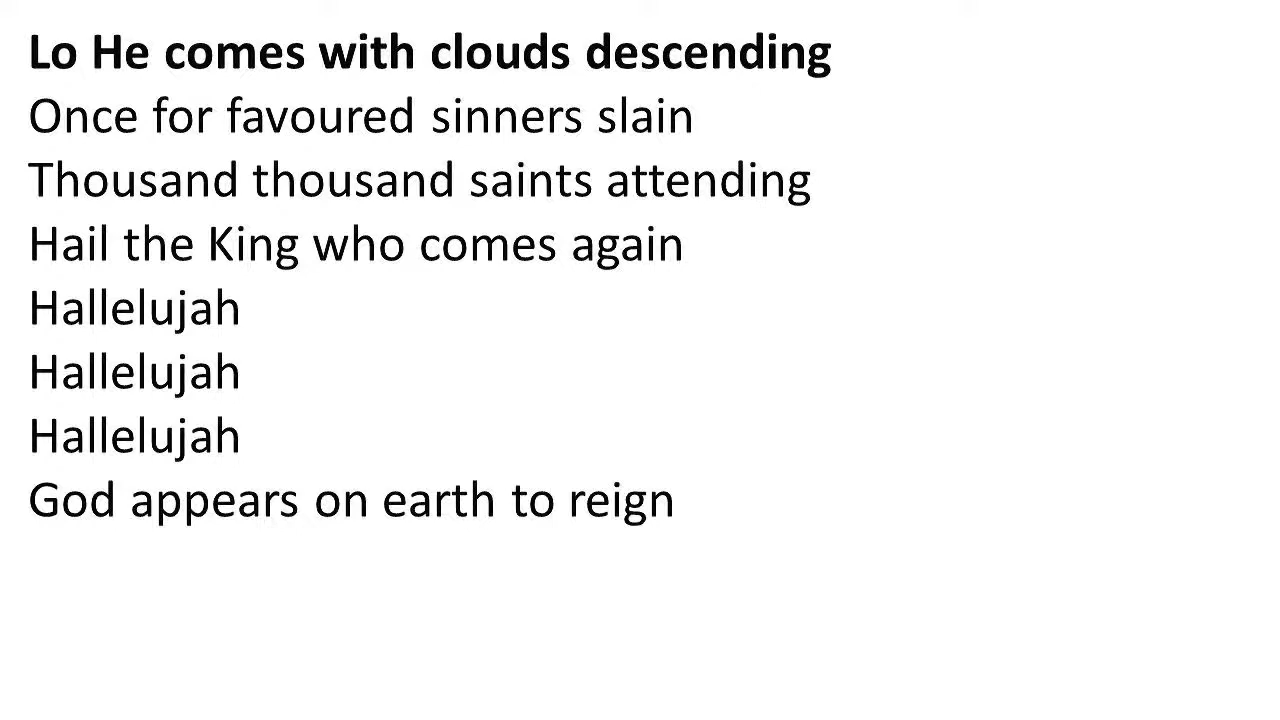 Lo He comes with clouds descending
Once for favoured sinners slain
Thousand thousand saints attending
Hail the King who comes again
Hallelujah
Hallelujah
Hallelujah
God appears on earth to reign